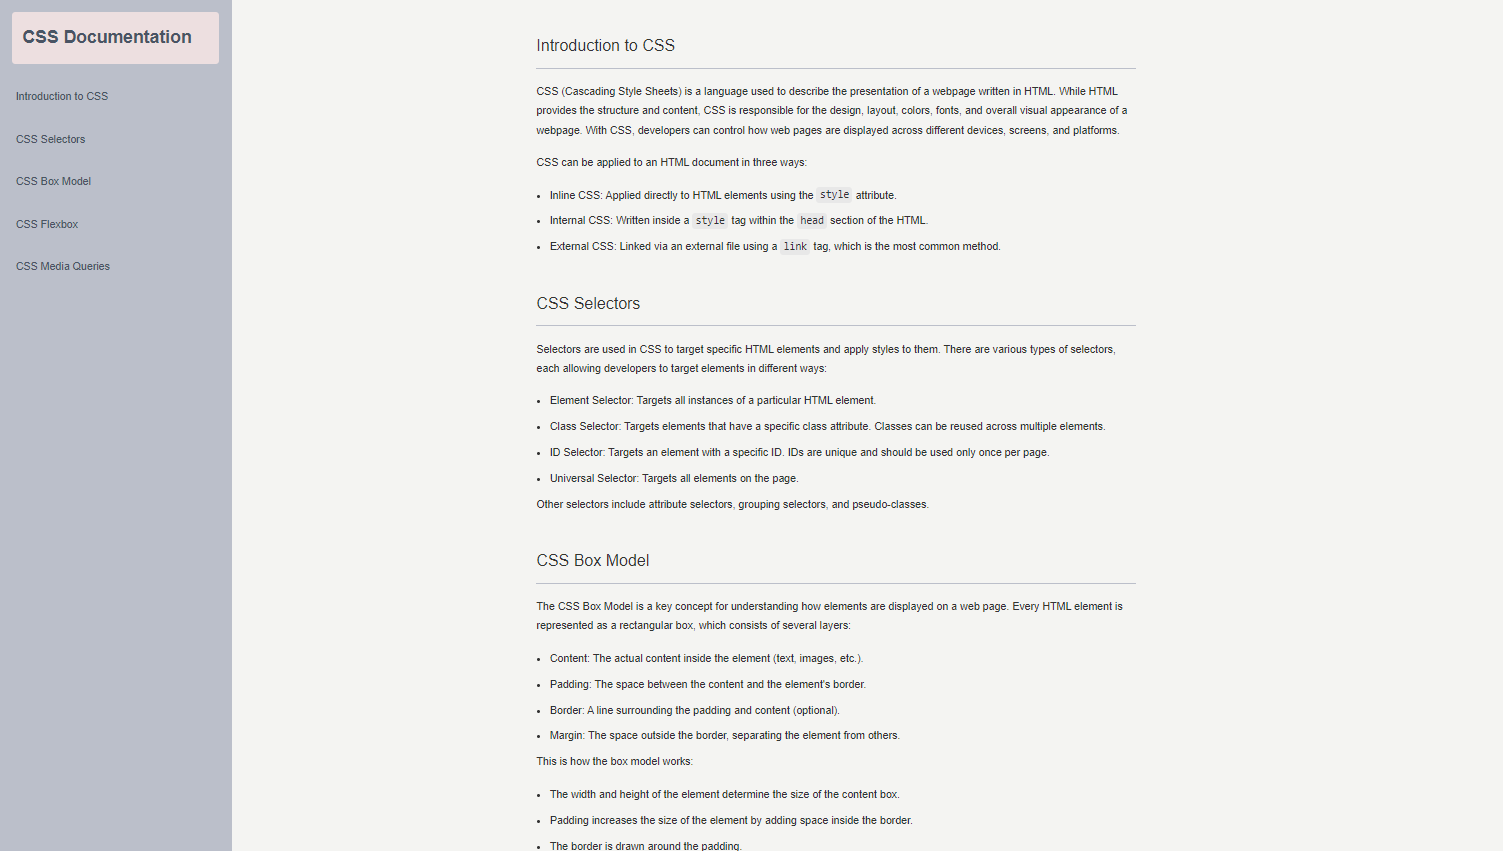 CSS Documentation
Introduction to CSS
CSS Selectors
CSS Box Model
CSS Flexbox
CSS Media Queries
Introduction to CSS
CSS (Cascading Style Sheets) is a language used to describe the presentation of a webpage written in HTML. While HTML
provides the structure and content, CSS is responsible for the design, layout, colors, fonts, and overall visual appearance of a
webpage. With CSS, developers can control how web pages are displayed across different devices, screens, and platforms.
CSS can be applied to an HTML document in three ways:
• Inline CSS: Applied directly to HTML elements using the style attribute.
• Internal CSS: Written inside a style tag within the head section of the HTML.
• External CSS: Linked via an external file using a link tag, which is the most common method.
CSS Selectors
Selectors are used in CSS to target specific HTML elements and apply styles to them. There are various types of selectors,
each allowing developers to target elements in different ways:
• Element Selector: Targets all instances of a particular HTML element.
• Class Selector: Targets elements that have a specific class attribute. Classes can be reused across multiple elements.
• ID Selector: Targets an element with a specific ID. IDs are unique and should be used only once per page.
• Universal Selector: Targets all elements on the page.
Other selectors include attribute selectors, grouping selectors, and pseudo-classes.
CSS Box Model
The CSS Box Model is a key concept for understanding how elements are displayed on a web page. Every HTML element is
represented as a rectangular box, which consists of several layers:
• Content: The actual content inside the element (text, images, etc.).
• Padding: The space between the content and the element's border.
• Border: A line surrounding the padding and content (optional).
• Margin: The space outside the border, separating the element from others.
This is how the box model works:
• The width and height of the element determine the size of the content box.
• Padding increases the size of the element by adding space inside the border.
• The border is drawn around the padding.